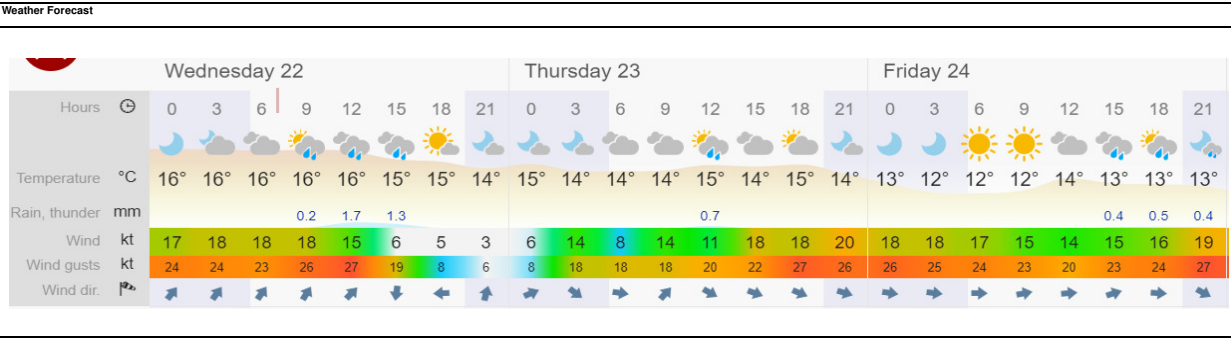 Weather Forecast
Wednesday 22 Thursday 23 Friday 24
Hours 0 3 6 9 12 15 18 21 0 3 6 9 12 15 18 21 0 3 6 9 12 15 18 21
Temperature °C 16° 16° 16° 16° 16° 15° 15° 14° 15° 14° 14° 14° 15° 14° 15° 14° 13° 12° 12° 12° 14° 13° 13° 13°
Rain, thunder mm 0.2 1.7 1.3 0.7 0.4 0.5 0.4
Wind kt 17 18 18 18 15 6 5 3 6 14 8 14 11 18 18 20 18 18 17 15 14 15 16 19
Wind gusts kt 24 24 23 26 27 19 8 6 8 18 18 18 20 22 27 26 26 25 24 23 20 23 24 27
Wind dir.